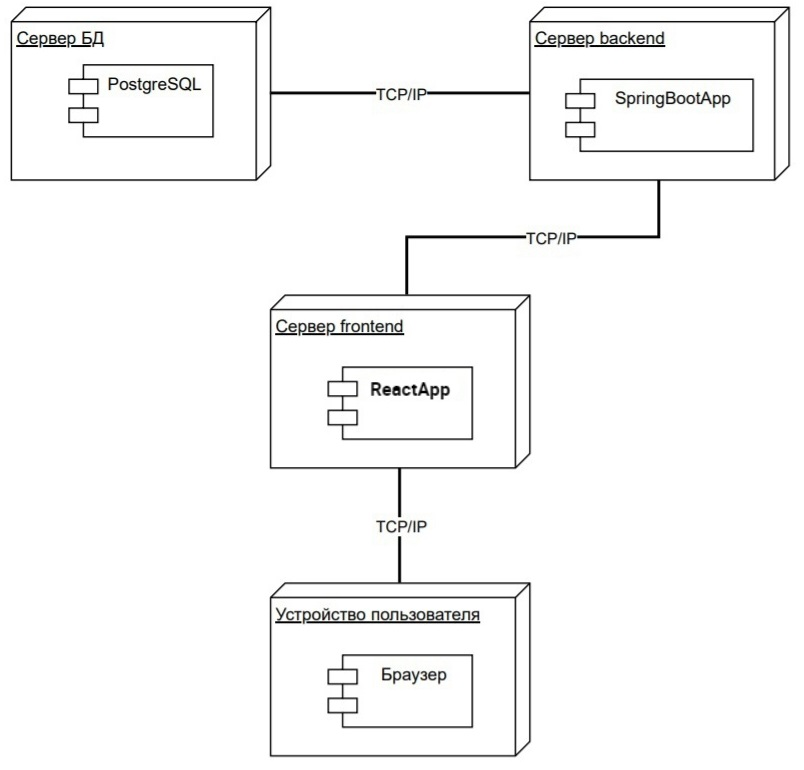 Сервер БД
PostgreSQL
TCP/IP
Сервер backend
SpringBootApp
TCP/IP
Сервер frontend
ReactApp
TCP/IP
Устройство пользователя
Браузер